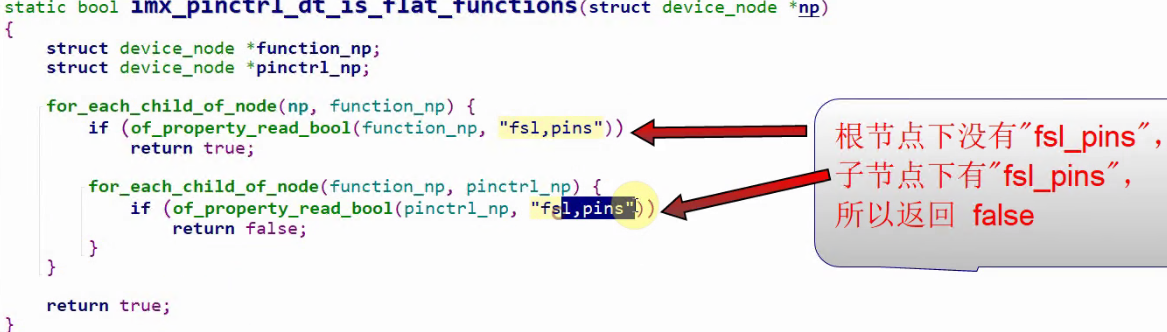 static bool imx_pinctrl_dt_is_flat_functions(struct device_node *np)
{
struct device_node *function_np;
struct device_node *pinctrl_np;
for_each_child_of_node(np, function_np) {
if (of_property_read_bool(function_np, "fsl,pins"))
return true;
for_each_child_of_node(function_np, pinctrl_np) {
if (of_property_read_bool(pinctrl_np, "fsl,pins"))
return false;
}
}
return true;
}
根节点下没有"fsl_pins",
子节点下有"fsl_pins",
所以返回 false